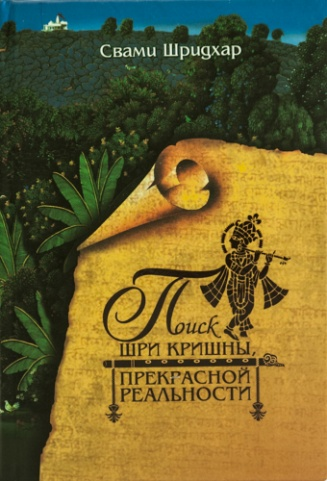 Свами Шридхар
Поиск
ШРИ КРИШНЫ,
ПРЕКРАСНОЙ
РЕАЛЬНОСТИ